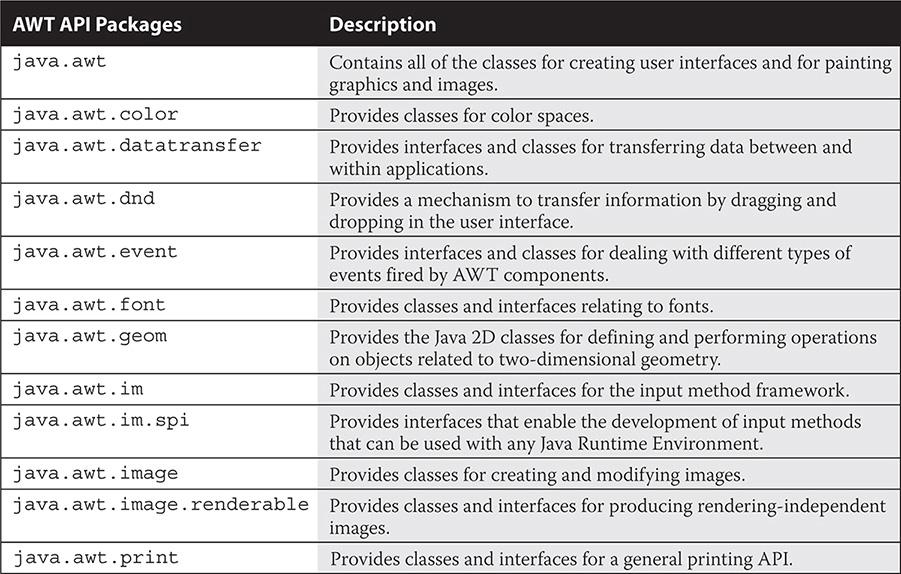 AWT API Packages Description
java.awt Contains all of the classes for creating user interfaces and for painting
graphics and images.
java.awt.color Provides classes for color spaces.
java.awt.datatransfer Provides interfaces and classes for transferring data between and
within applications.
java.awt.dnd Provides a mechanism to transfer information by dragging and
dropping in the user interface.
java.awt.event Provides interfaces and classes for dealing with different types of
events fired by AWT components.
java.awt.font Provides classes and interfaces relating to fonts.
java.awt.geom Provides the Java 2D classes for defining and performing operations
on objects related to two-dimensional geometry.
java.awt.im Provides classes and interfaces for the input method framework.
java.awt.im.spi Provides interfaces that enable the development of input methods
that can be used with any Java Runtime Environment.
java.awt.image Provides classes for creating and modifying images.
java.awt.image.renderable Provides classes and interfaces for producing rendering-independent
images.
java.awt.print Provides classes and interfaces for a general printing API.